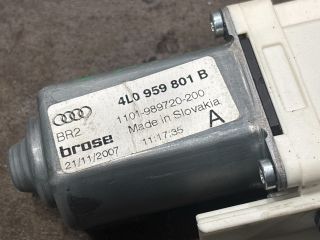 4L0 959 801 B
BR2
1101-989720-200
brose
Made in Slovakia
21/11/2007
11:17:35
A